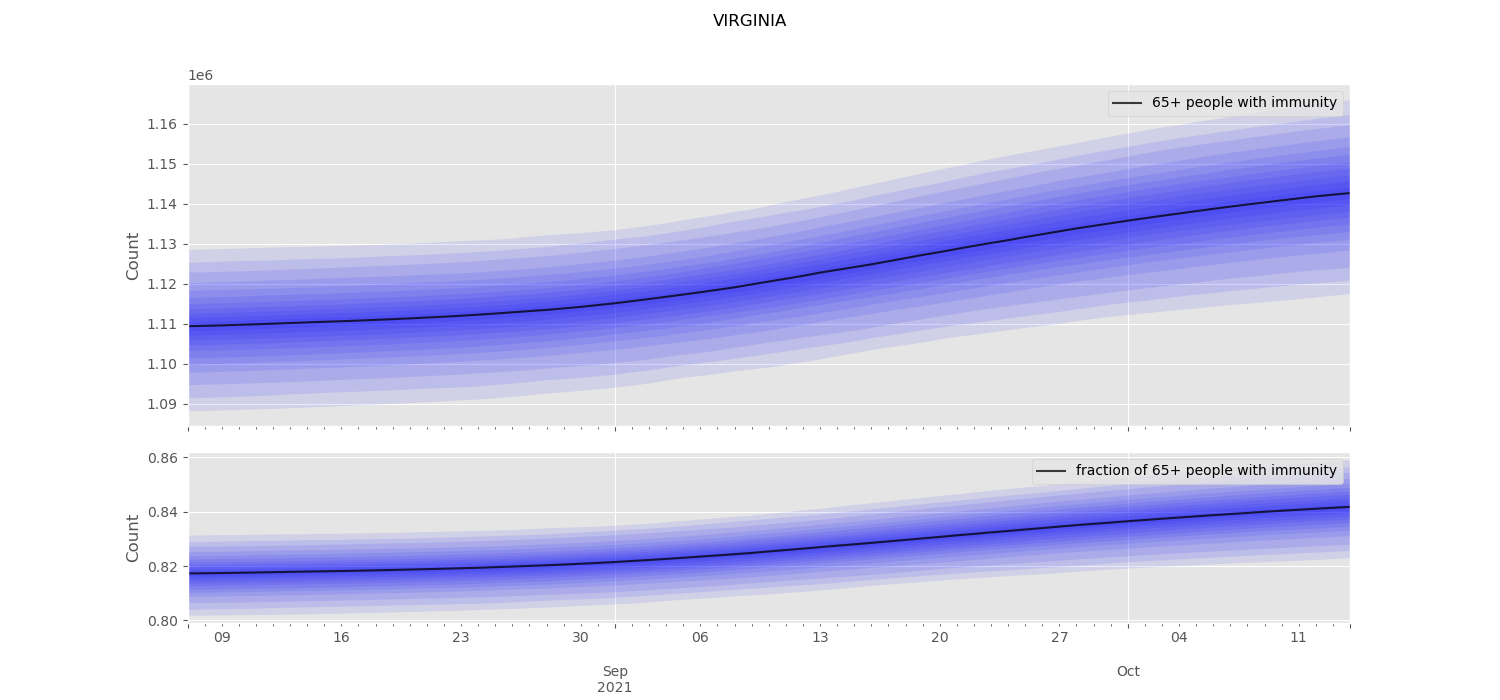 VIRGINIA
1e6
65+ people with immunity
1.16
1.15
1.14
1.13
1.12
1.11
1.10
1.09
Count
fraction of 65+ people with immunity
0.86
0.84
0.82
0.80
Count
09 16 23 30 06 13 20 27 04 11
Sep Oct
2021